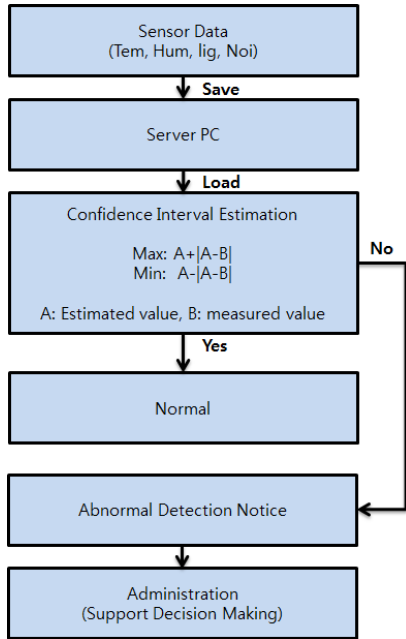 Sensor Data
(Tem, Hum, lig, Noi)
Save
Server PC
Load
Confidence Interval Estimation
Max: A+|A-B|
Min: A-|A-B|
A: Estimated value, B: measured value
No
Yes
Normal
Abnormal Detection Notice
Administration
(Support Decision Making)